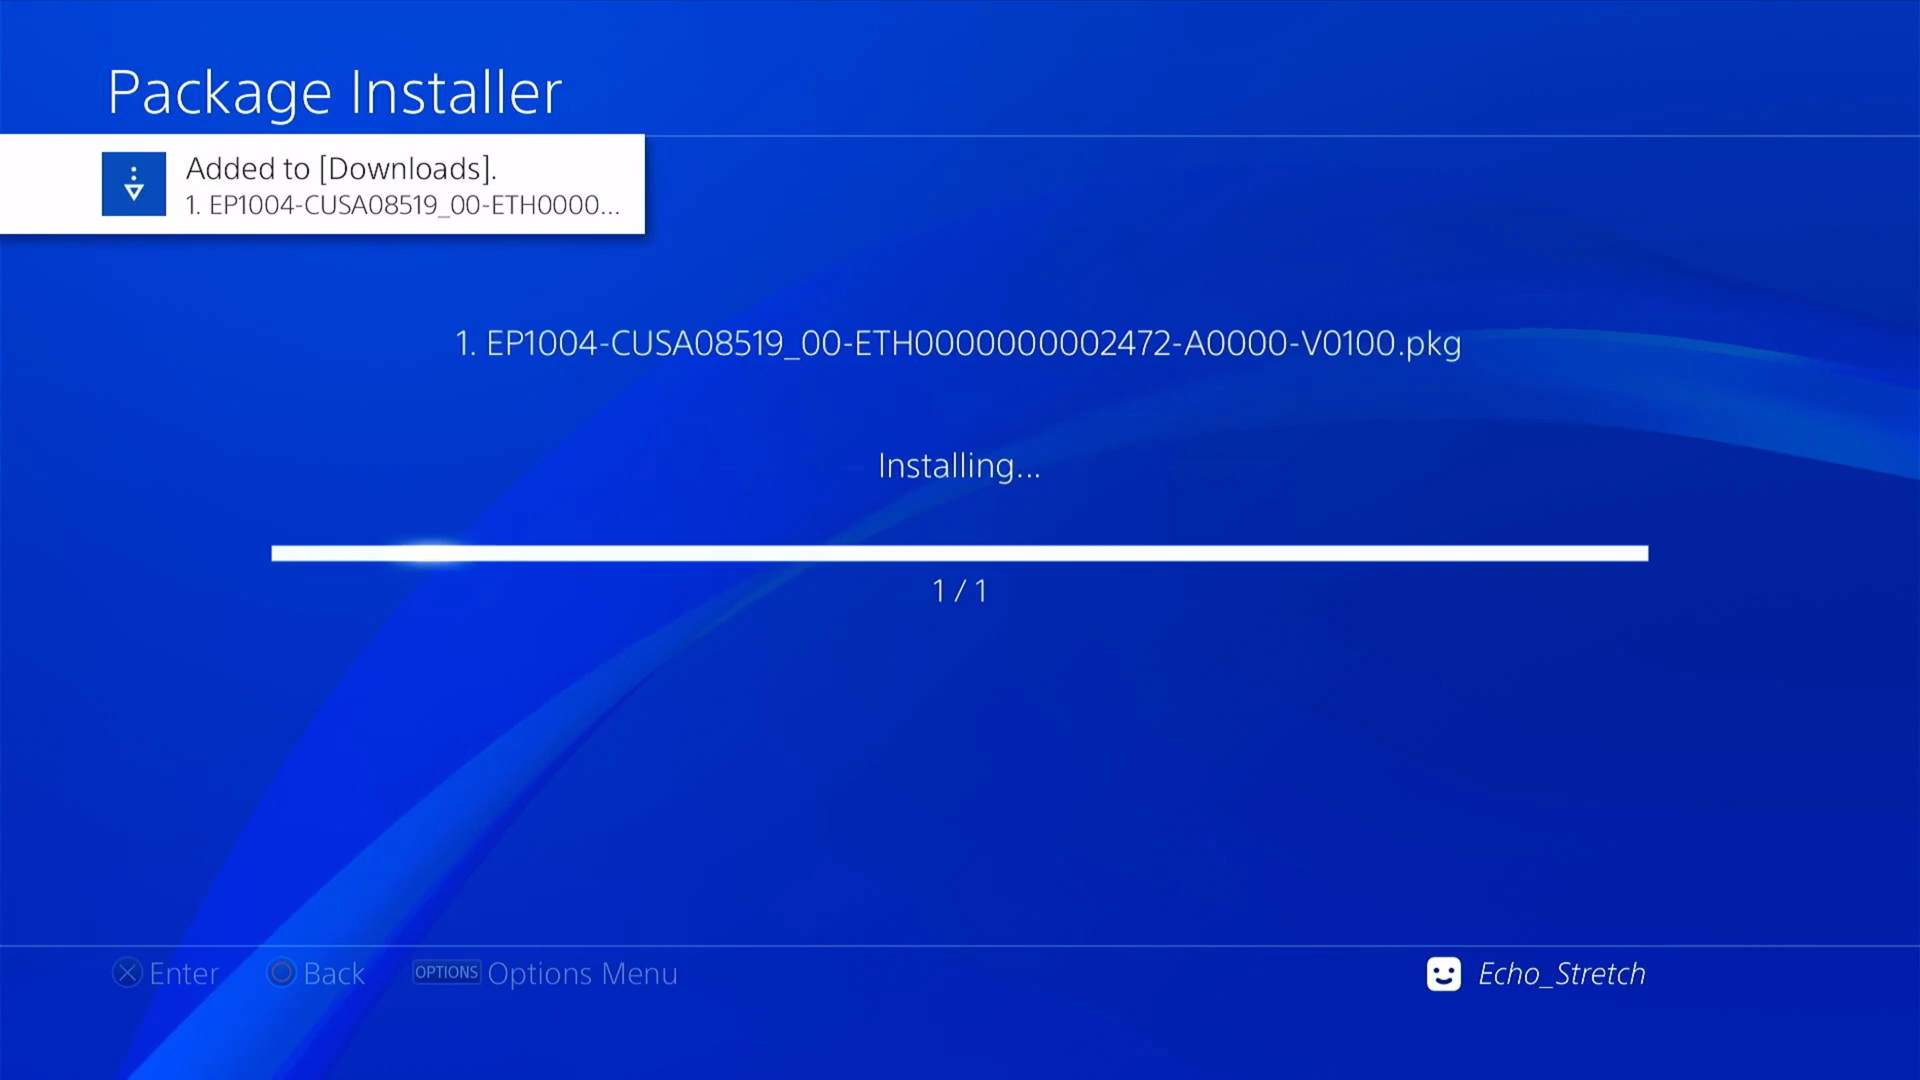 Package Installer
Added to [Downloads].
1. EP1004-CUSA08519_00-ETH0000...
1. EP1004-CUSA08519_00-ETH0000000002472-A0000-V0100.pkg
Installing...
1 / 1
Enter Back OPTIONS Options Menu Echo_Stretch